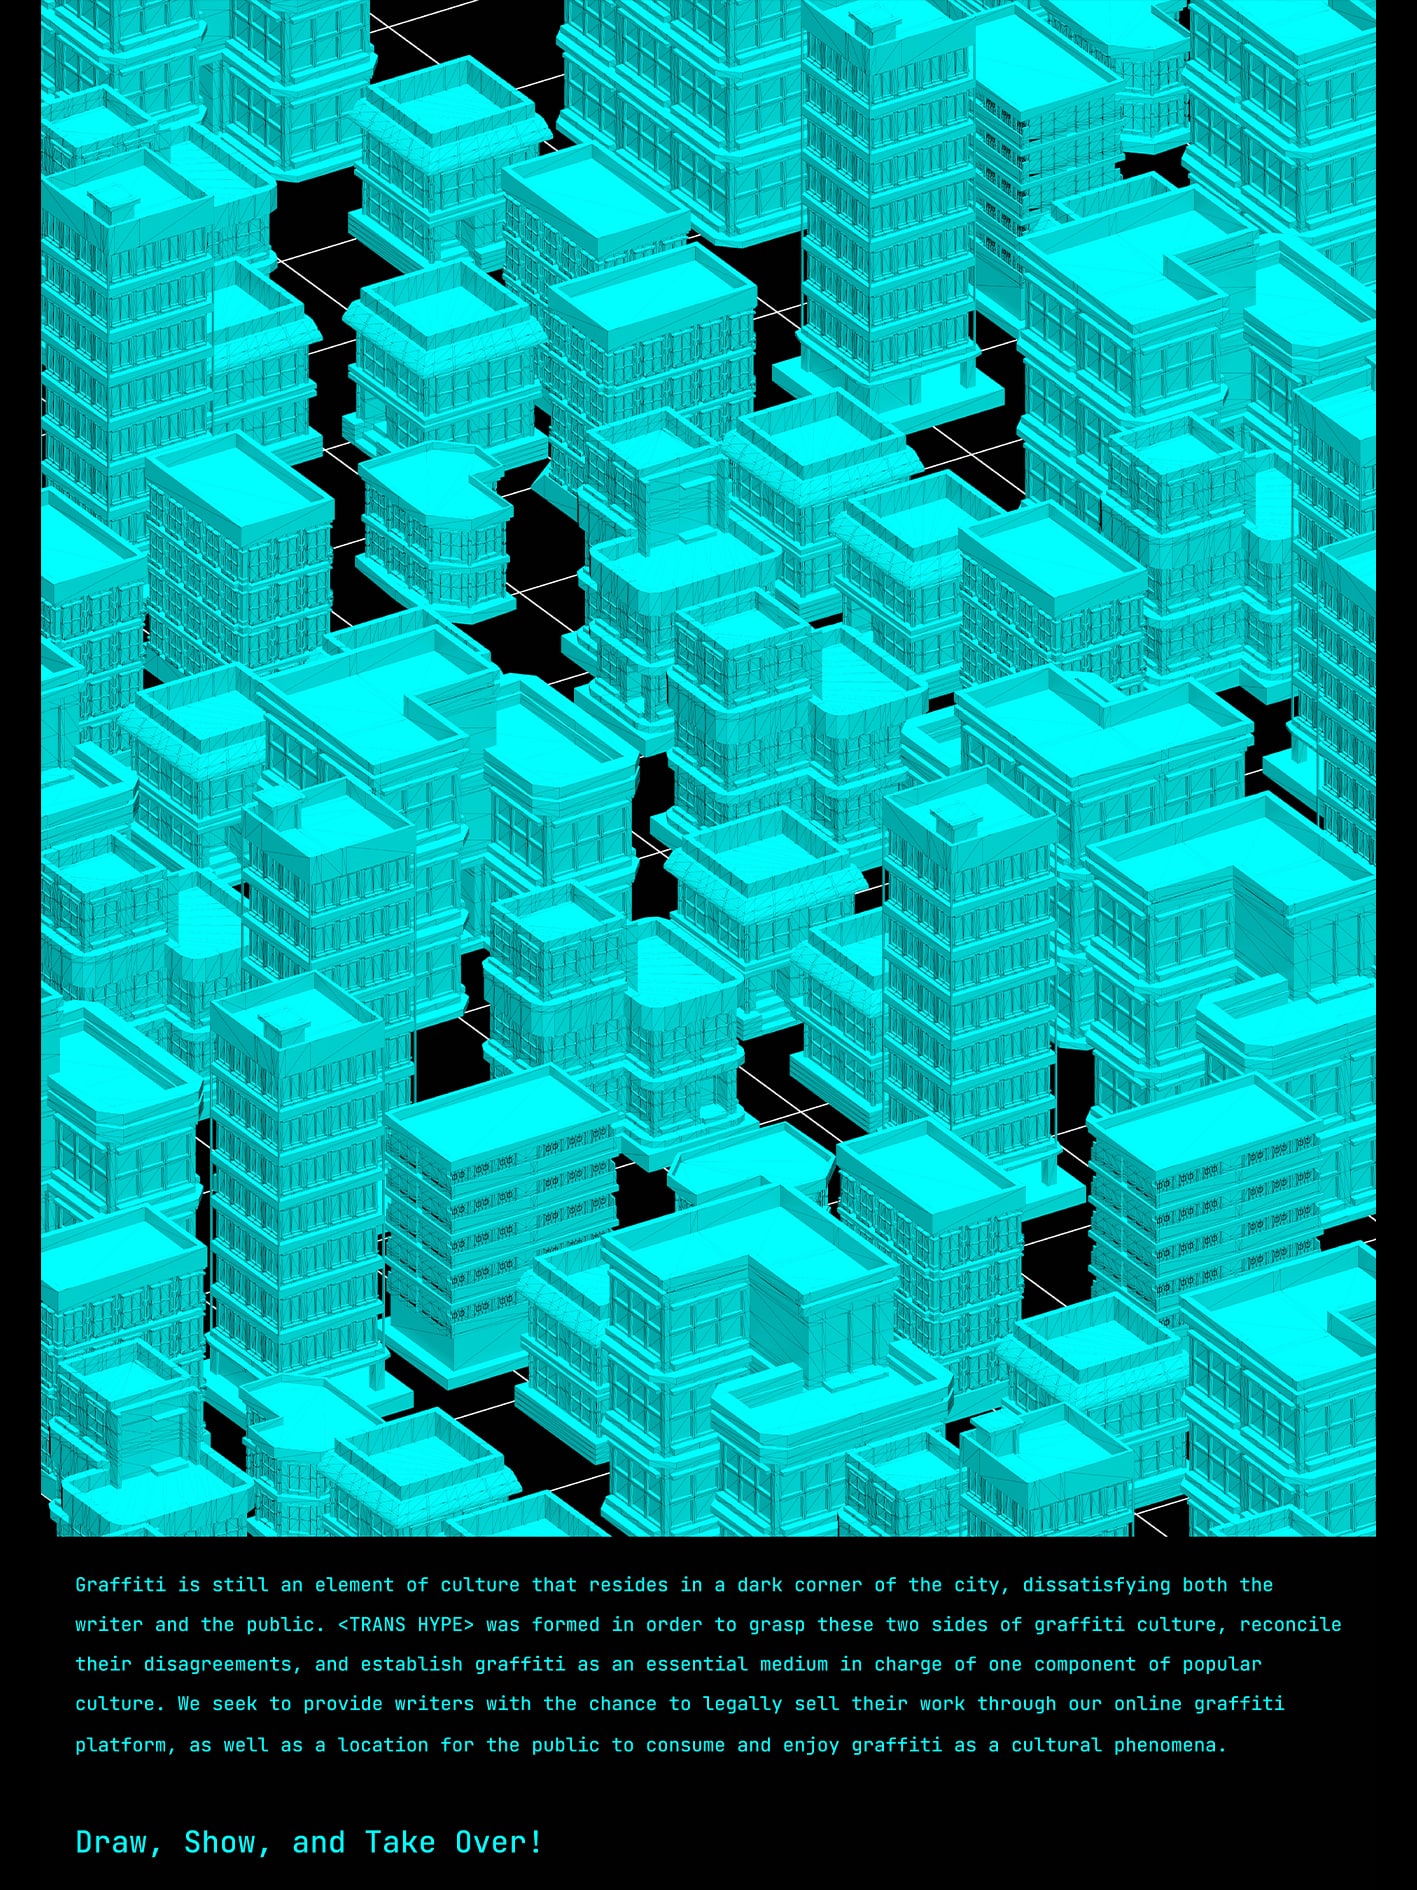 Graffiti is still an element of culture that resides in a dark corner of the city, dissatisfying both the
writer and the public. <TRANS HYPE> was formed in order to grasp these two sides of graffiti culture, reconcile
their disagreements, and establish graffiti as an essential medium in charge of one component of popular
culture. We seek to provide writers with the chance to legally sell their work through our online graffiti
platform, as well as a location for the public to consume and enjoy graffiti as a cultural phenomena.
Draw, Show, and Take Over!